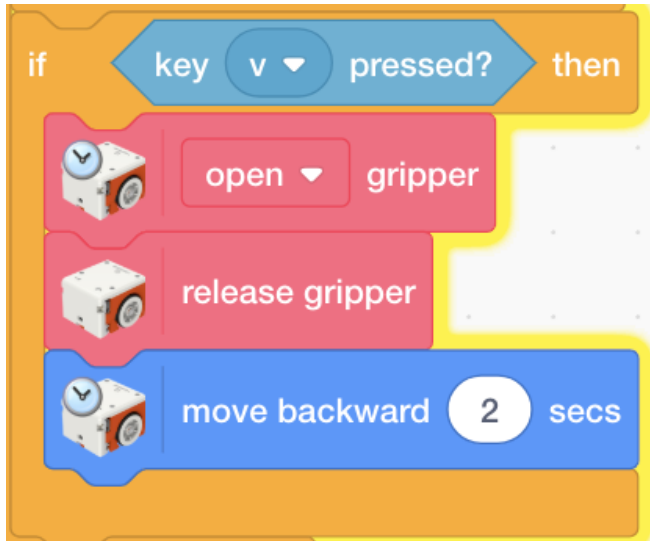 if key v pressed? then
open gripper
release gripper
move backward 2 secs